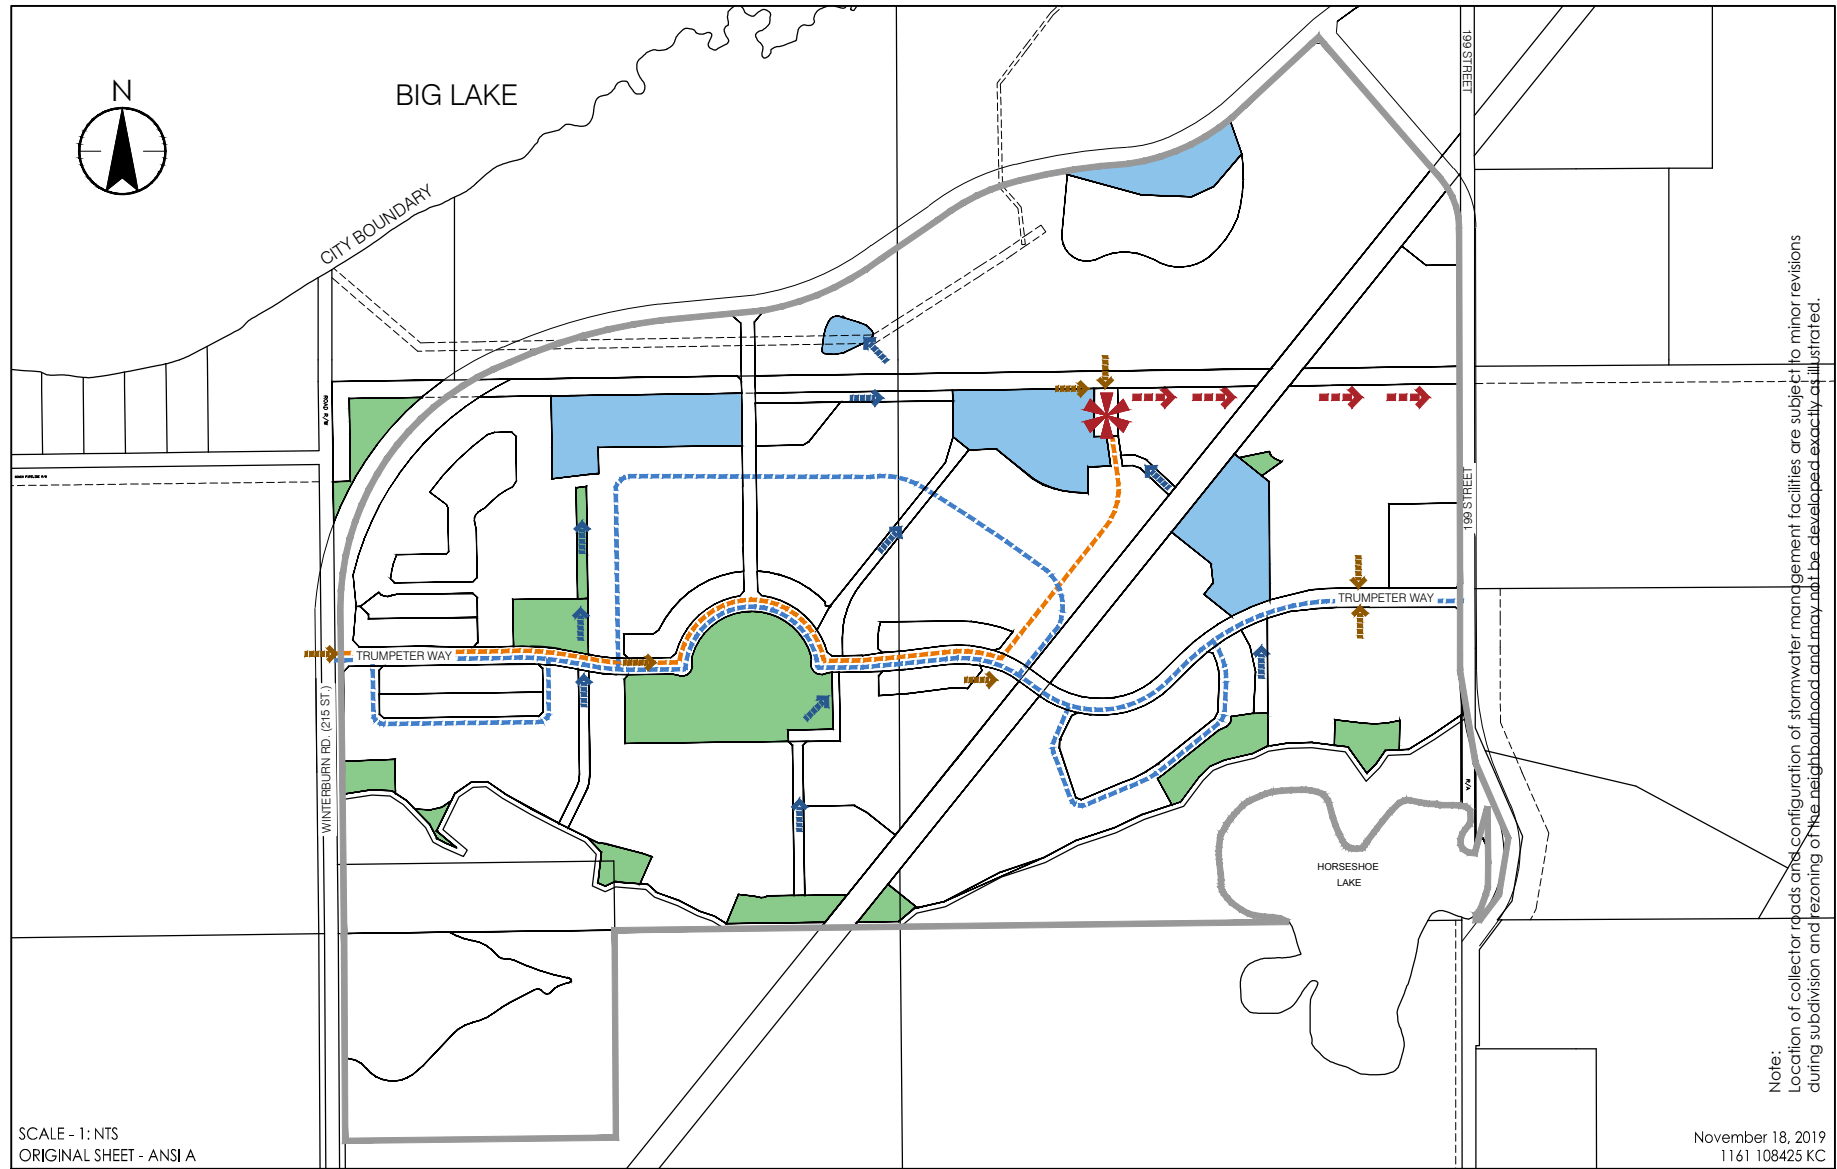 N
BIG LAKE
CITY BOUNDARY
199 STREET
ROAD R/W
199 STREET
TRUMPETER WAY
TRUMPETER WAY
WINTERBURN RD. (215 ST.)
R/W
HORSESHOE
LAKE
Note:
Location of collector roads and configuration of stormwater management facilities are subject to minor revisions
during subdivision and rezoning of the neighbourhood and may not be developed exactly as illustrated.
SCALE - 1: NTS
ORIGINAL SHEET - ANSI A
November 18, 2019
1161 108425 KC